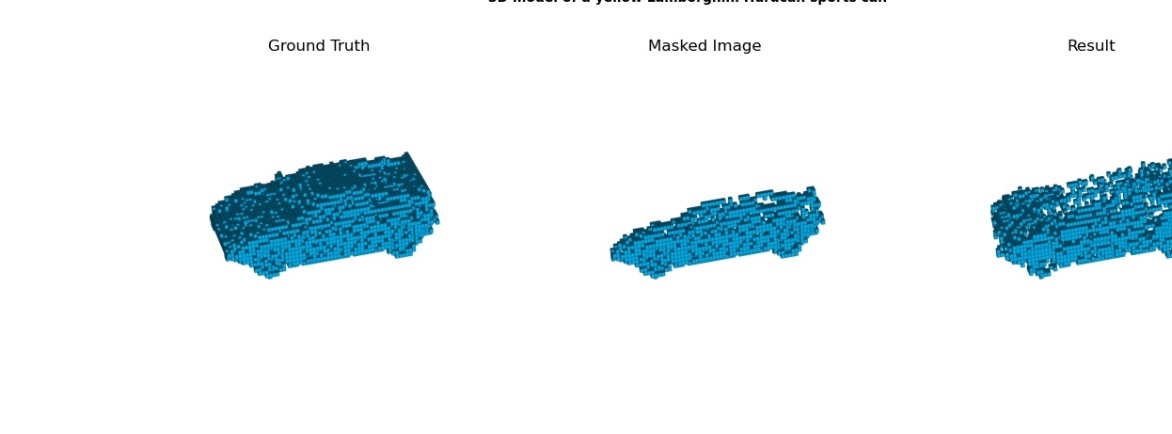 3D model of a yellow Lamborghini Huracan sports car.
Ground Truth Masked Image Result